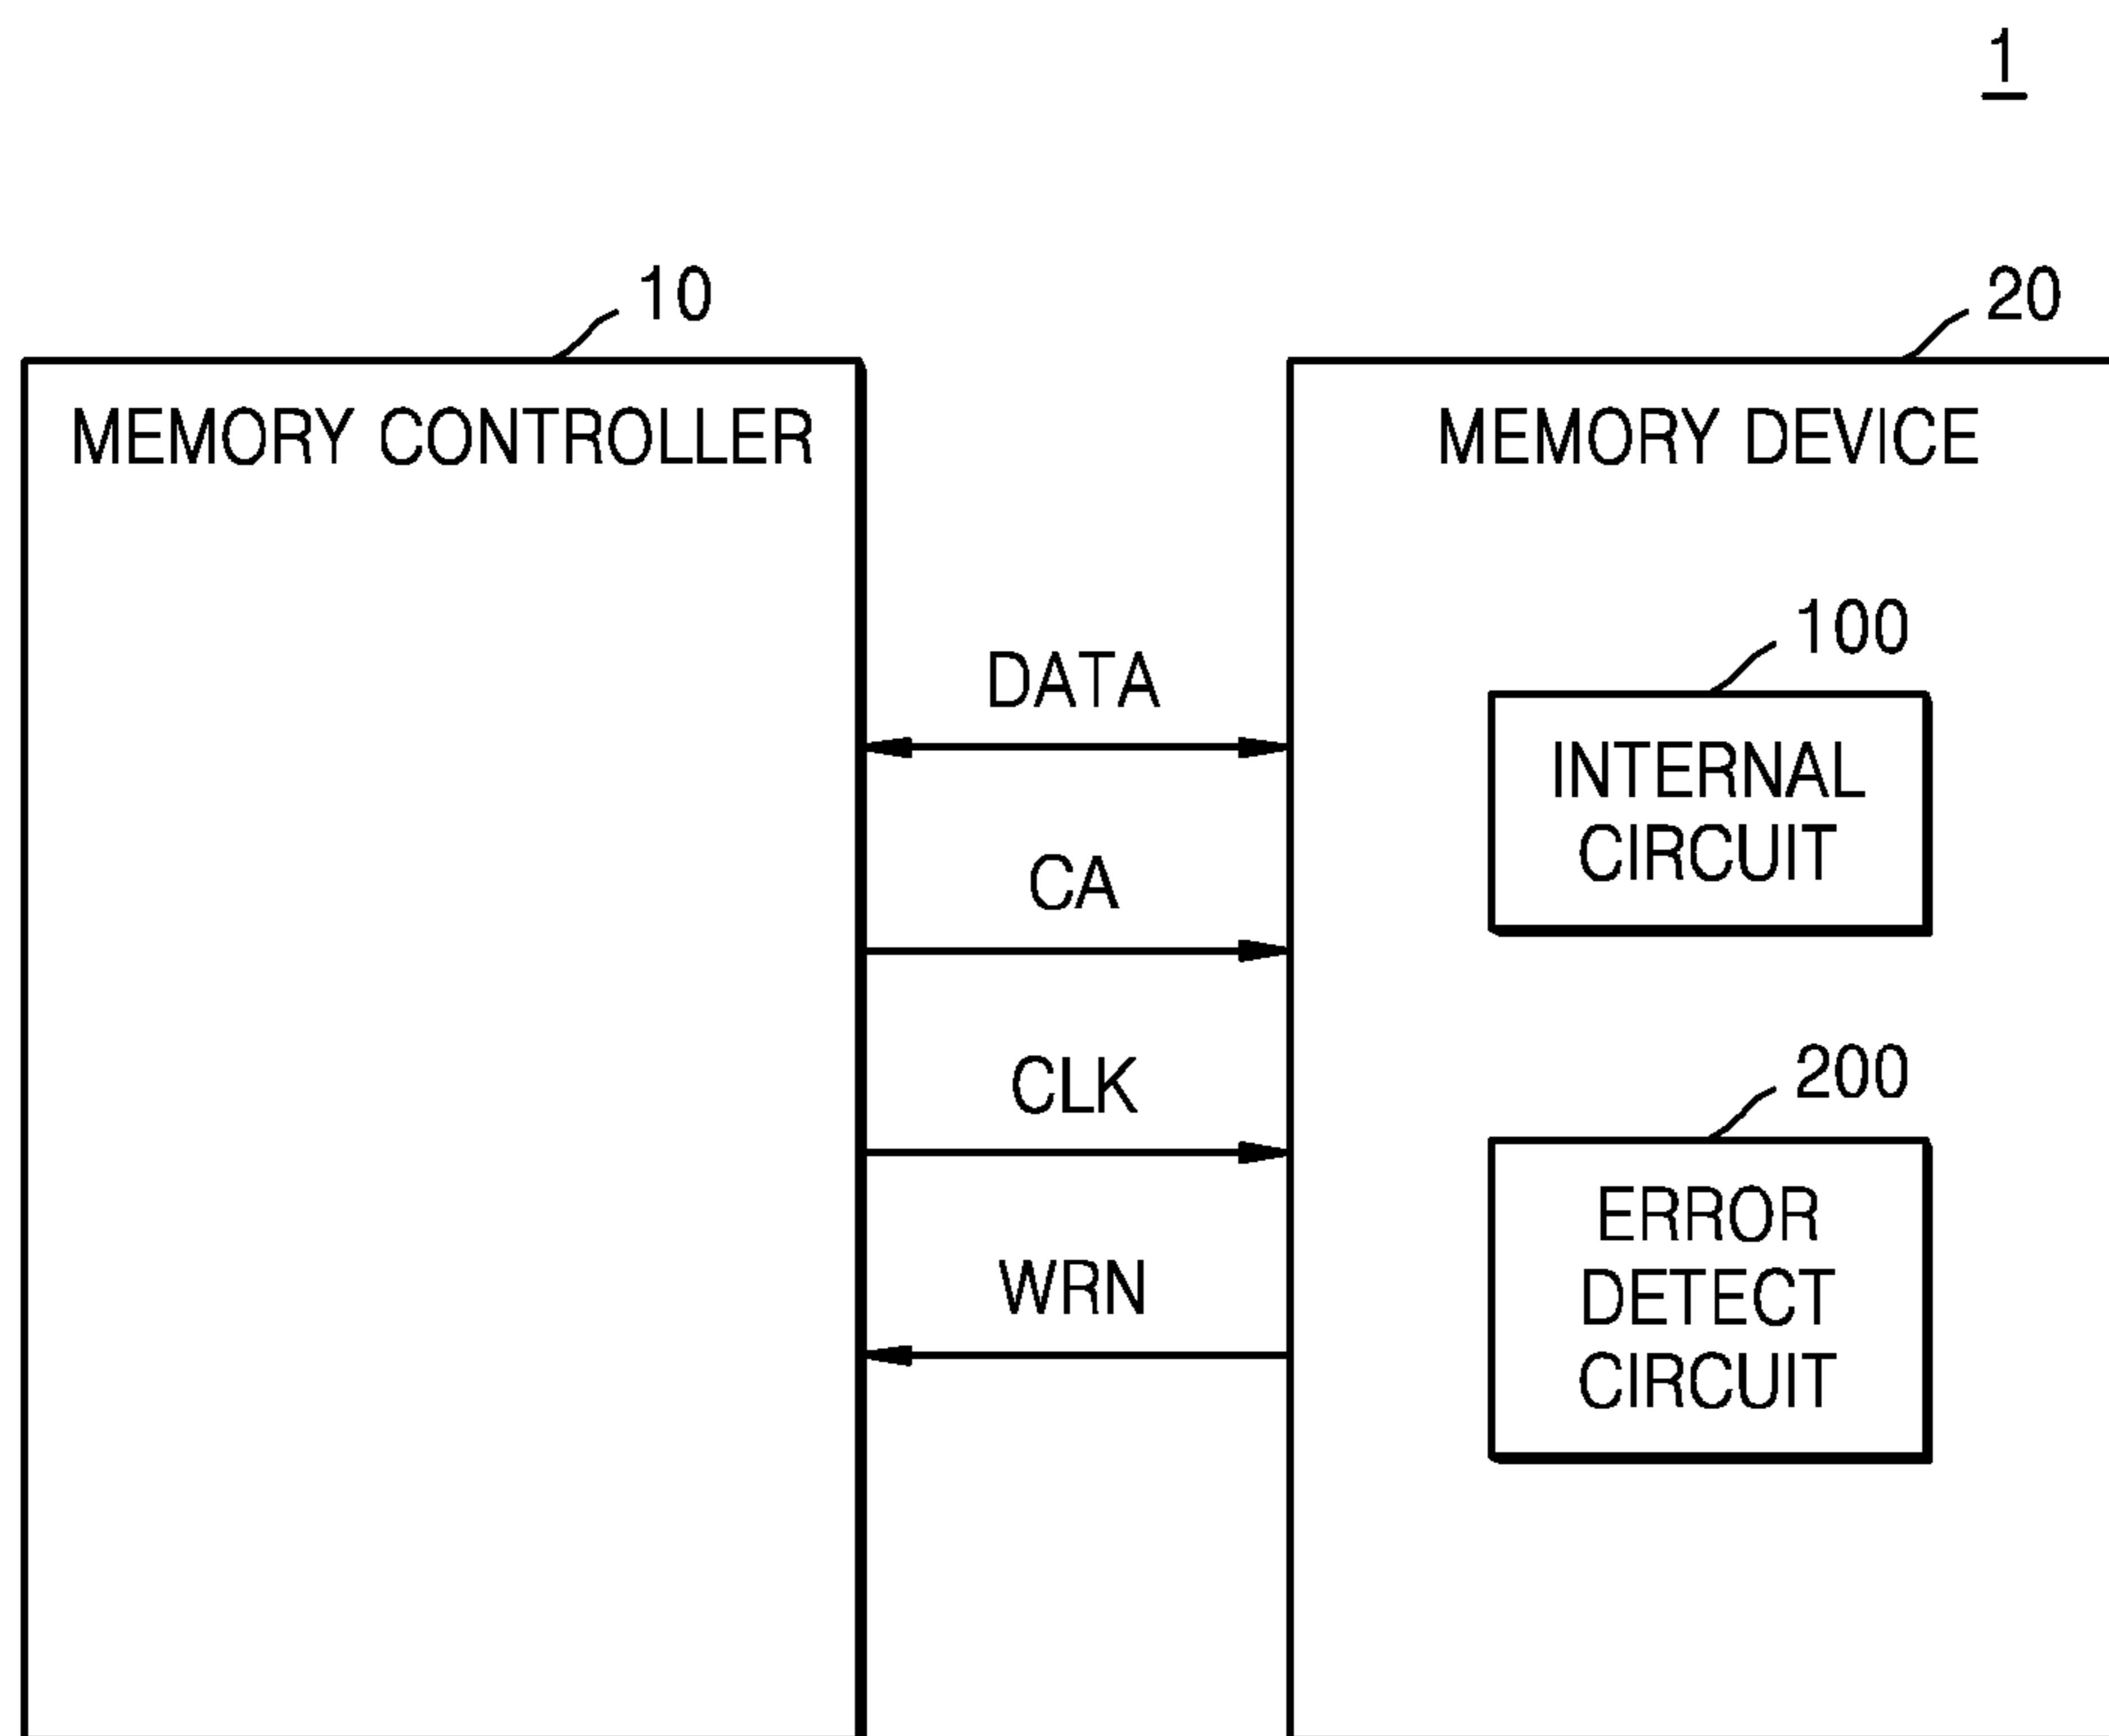 1
10
20
MEMORY CONTROLLER
MEMORY DEVICE
100
DATA
INTERNAL
CIRCUIT
CA
200
CLK
ERROR
DETECT
CIRCUIT
WRN